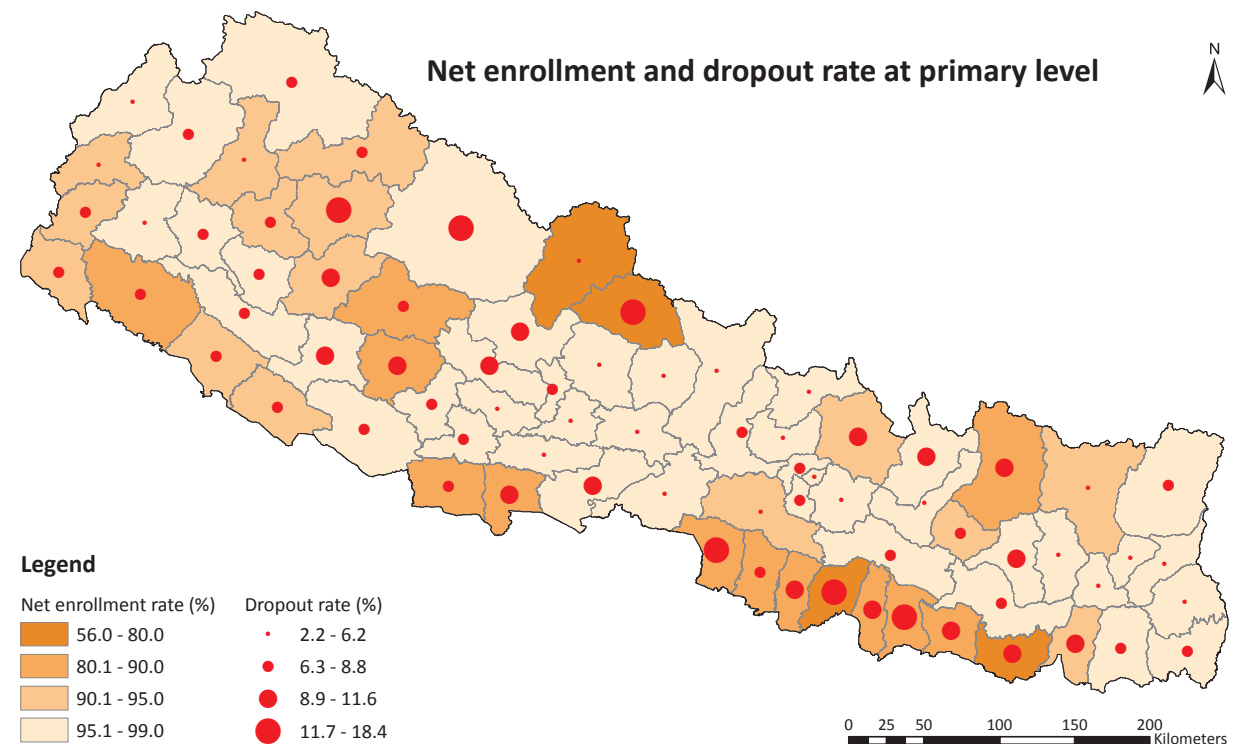 Net enrollment and dropout rate at primary level
N
Legend
Net enrollment rate (%) Dropout rate (%)
56.0 - 80.0 2.2 - 6.2
80.1 - 90.0 6.3 - 8.8
90.1 - 95.0 8.9 - 11.6
95.1 - 99.0 11.7 - 18.4
0 25 50 100 150 200
Kilometers